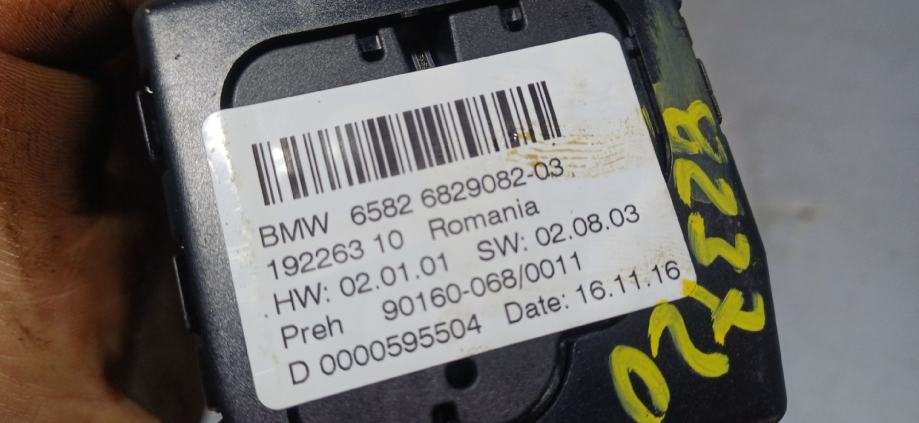 BMW 6582 6829082-03
192263 10 Romania
HW: 02.01.01 SW: 02.08.03
Preh 90160-068/0011
D 0000595504 Date: 16.11.16